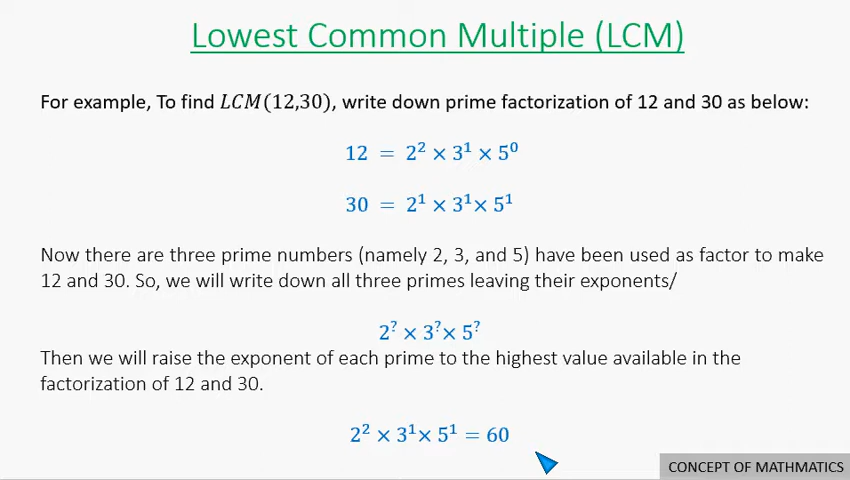 Lowest Common Multiple (LCM)
For example, To find LCM(12,30), write down prime factorization of 12 and 30 as below:
12 = 2² × 3¹ × 5⁰
30 = 2¹ × 3¹× 5¹
Now there are three prime numbers (namely 2, 3, and 5) have been used as factor to make
12 and 30. So, we will write down all three primes leaving their exponents/
2^? × 3^?× 5^?
Then we will raise the exponent of each prime to the highest value available in the
factorization of 12 and 30.
2² × 3¹× 5¹ = 60
CONCEPT OF MATHMATICS